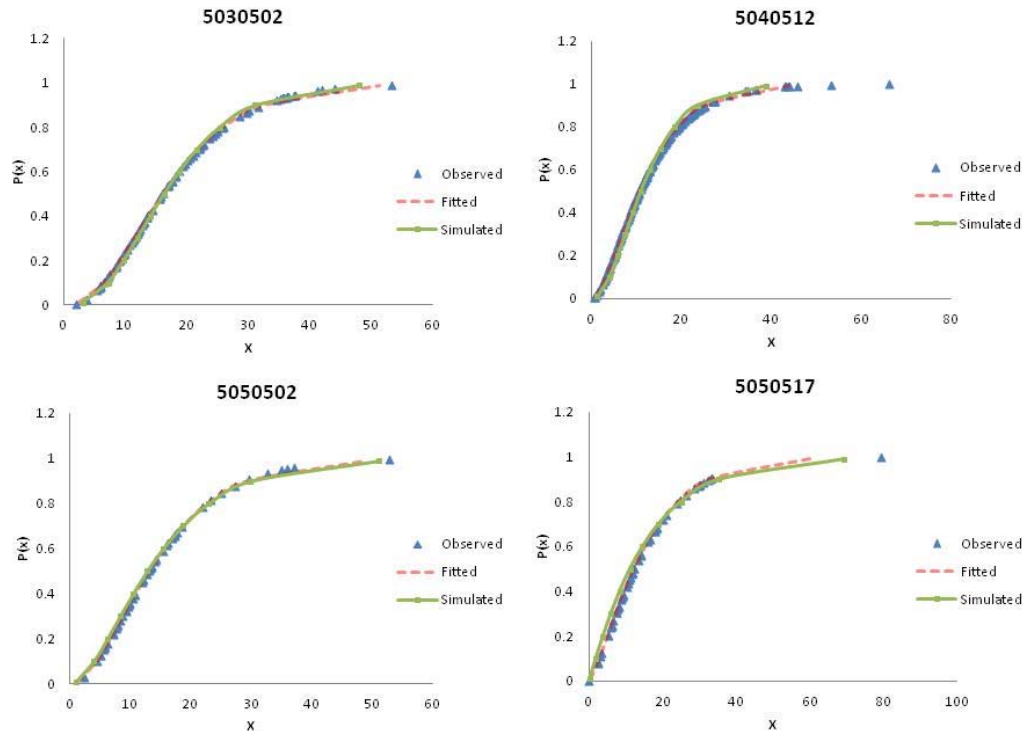 5030502
1.2
1
0.8
0.6
0.4
0.2
0
P(x)
0 10 20 30 40 50 60
X
Observed
Fitted
Simulated
5040512
1.2
1
0.8
0.6
0.4
0.2
0
P(x)
0 20 40 60 80
X
Observed
Fitted
Simulated
5050502
1.2
1
0.8
0.6
0.4
0.2
0
P(x)
0 10 20 30 40 50 60
X
Observed
Fitted
Simulated
5050517
1.2
1
0.8
0.6
0.4
0.2
0
P(x)
0 20 40 60 80 100
X
Observed
Fitted
Simulated